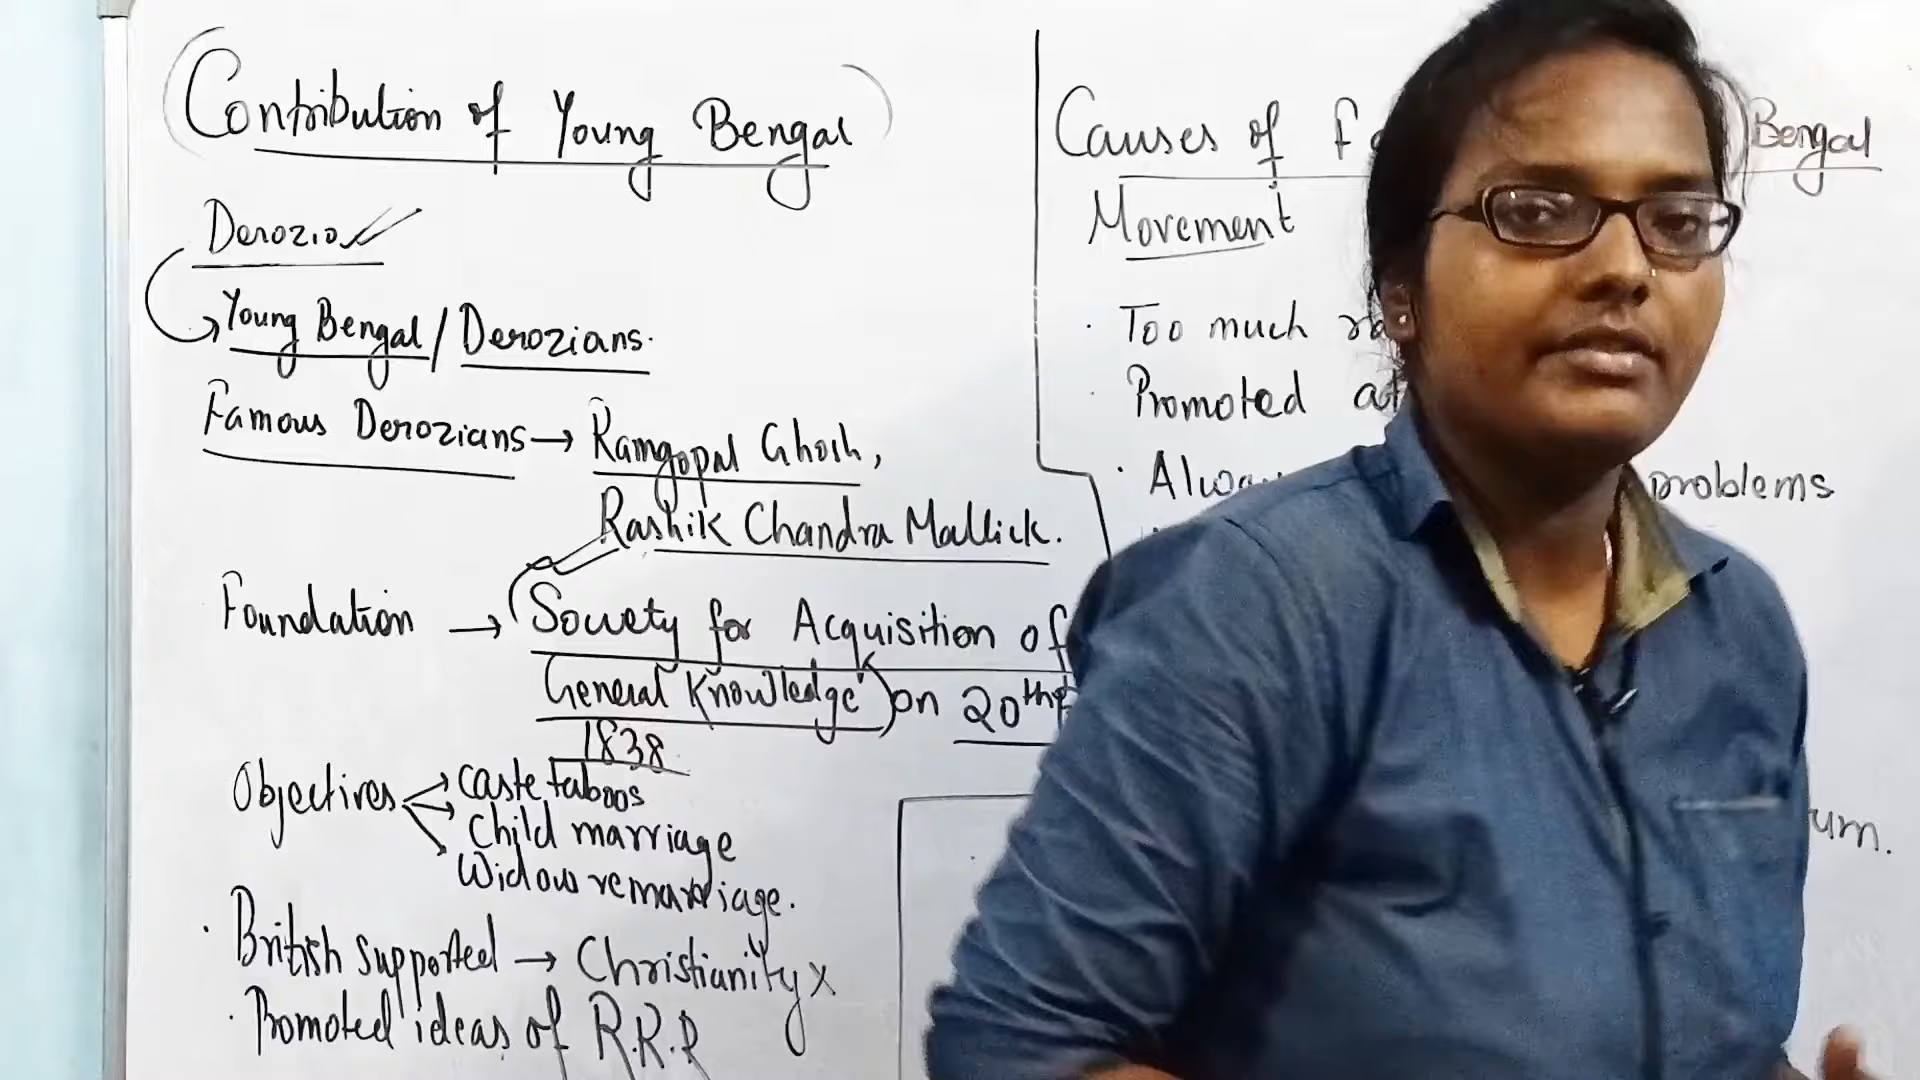 Contribution of Young Bengal
Derozio
Young Bengal / Derozians.
Famous Derozians → Ramgopal Ghosh,
Rashik Chandra Mallick.
Foundation → Society for Acquisition of
General Knowledge on 20th
1838
Objectives → caste taboos
Child marriage
Widow remarriage.
· British supported → Christianity x
· Promoted ideas of R.R.R
Causes of Bengal
Movement
· Too much
· Promoted
· problems